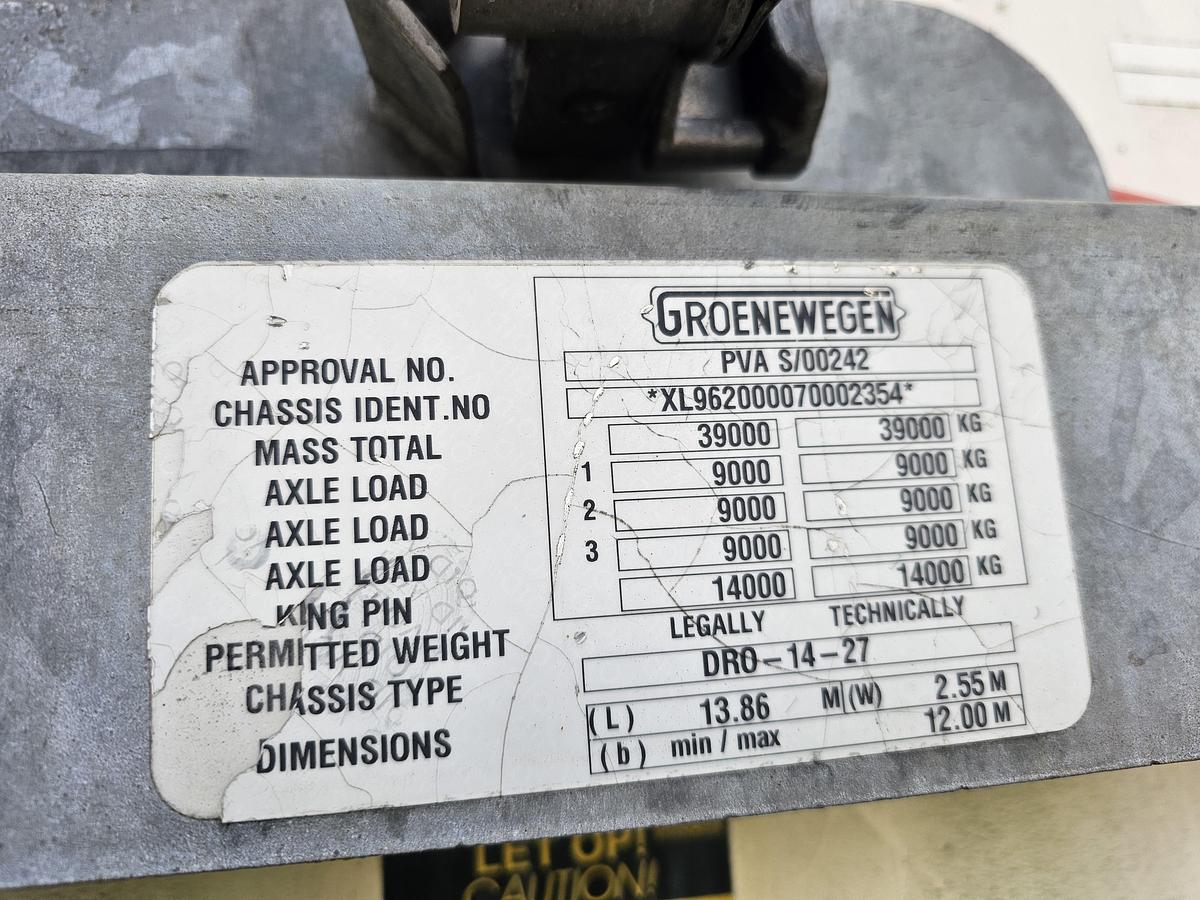 GROENEWEGEN
APPROVAL NO. PVA S/00242
CHASSIS IDENT.NO *XL962000070002354*
MASS TOTAL 39000 39000 KG
AXLE LOAD 1 9000 9000 KG
AXLE LOAD 2 9000 9000 KG
AXLE LOAD 3 9000 9000 KG
KING PIN 14000 14000 KG
PERMITTED WEIGHT LEGALLY TECHNICALLY
CHASSIS TYPE DRO-14-27
DIMENSIONS (L) 13.86 M (W) 2.55 M
(b) min / max 12.00 M
LET OP!
CAUTION!